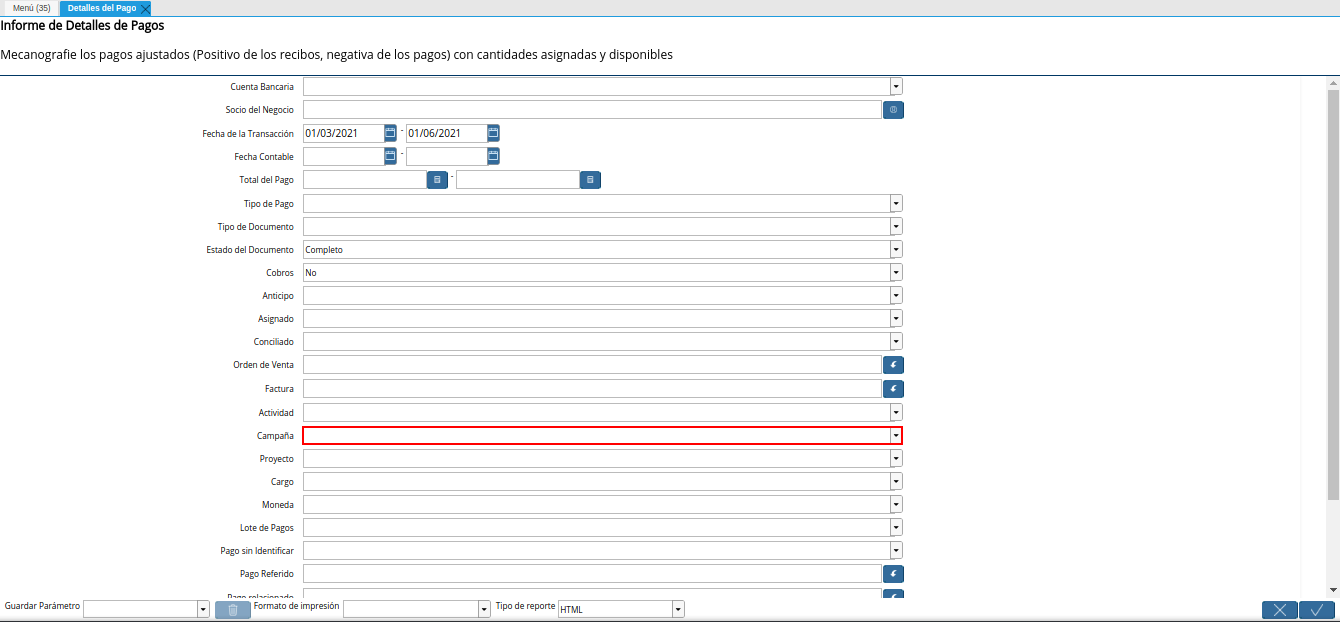 Menú (35) Detalles del Pago
Informe de Detalles de Pagos
Mecanografie los pagos ajustados (Positivo de los recibos, negativa de los pagos) con cantidades asignadas y disponibles
Cuenta Bancaria
Socio del Negocio
Fecha de la Transacción 01/03/2021 - 01/06/2021
Fecha Contable -
Total del Pago -
Tipo de Pago
Tipo de Documento
Estado del Documento Completo
Cobros No
Anticipo
Asignado
Conciliado
Orden de Venta
Factura
Actividad
Campaña
Proyecto
Cargo
Moneda
Lote de Pagos
Pago sin Identificar
Pago Referido
Pago relacionado
Guardar Parámetro Formato de impresión Tipo de reporte HTML